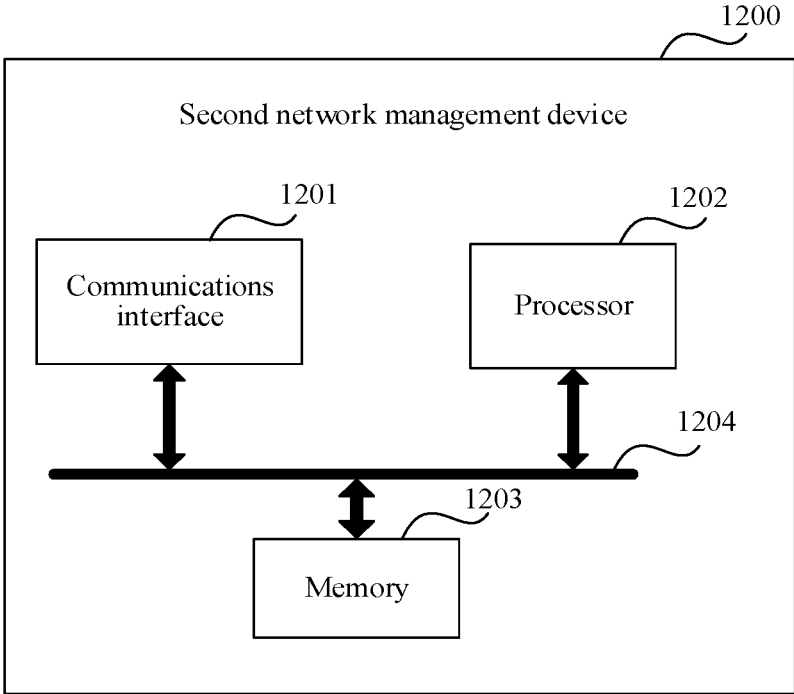 1200
Second network management device
1201
1202
Communications
interface
Processor
1204
1203
Memory